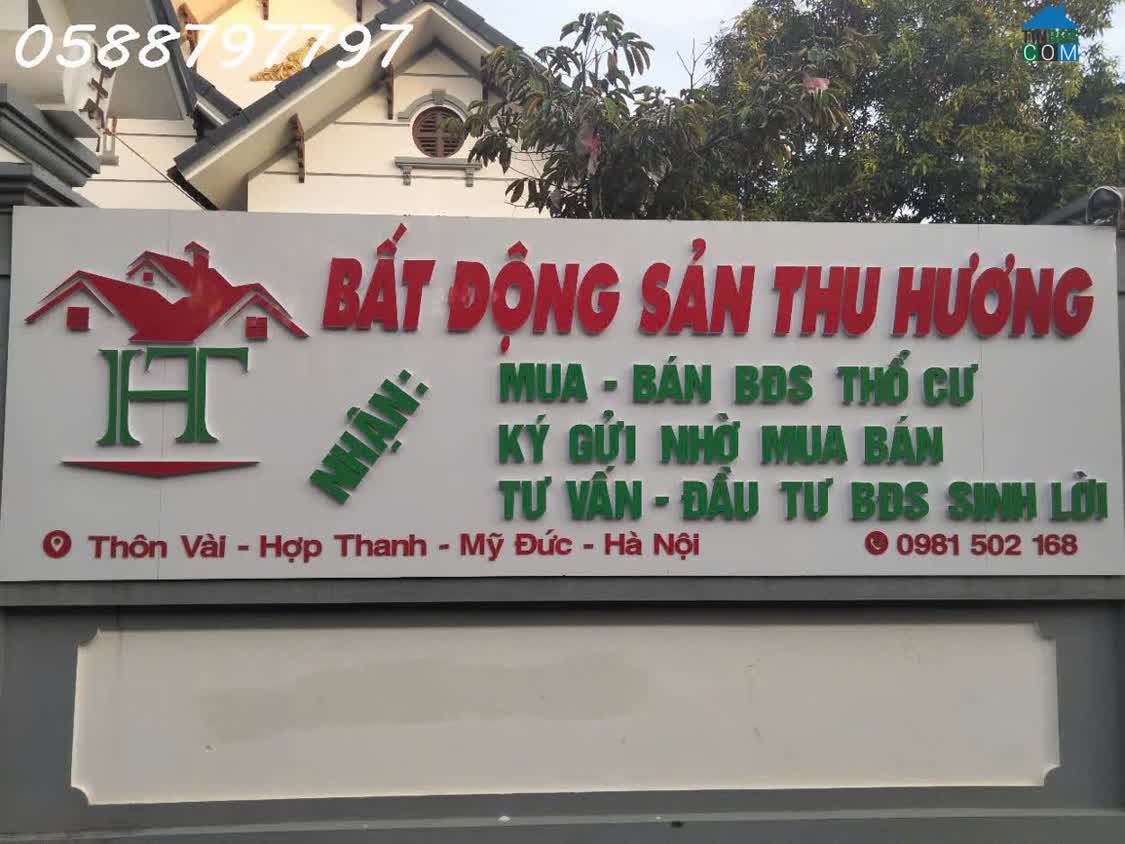 0588797797
COM
BẤT ĐỘNG SẢN THU HƯƠNG
HT
NHẬN:
MUA - BÁN BĐS THỔ CƯ
KÝ GỬI NHỜ MUA BÁN
TƯ VẤN - ĐẦU TƯ BĐS SINH LỜI
Thôn Vài - Hợp Thanh - Mỹ Đức - Hà Nội
0981 502 168